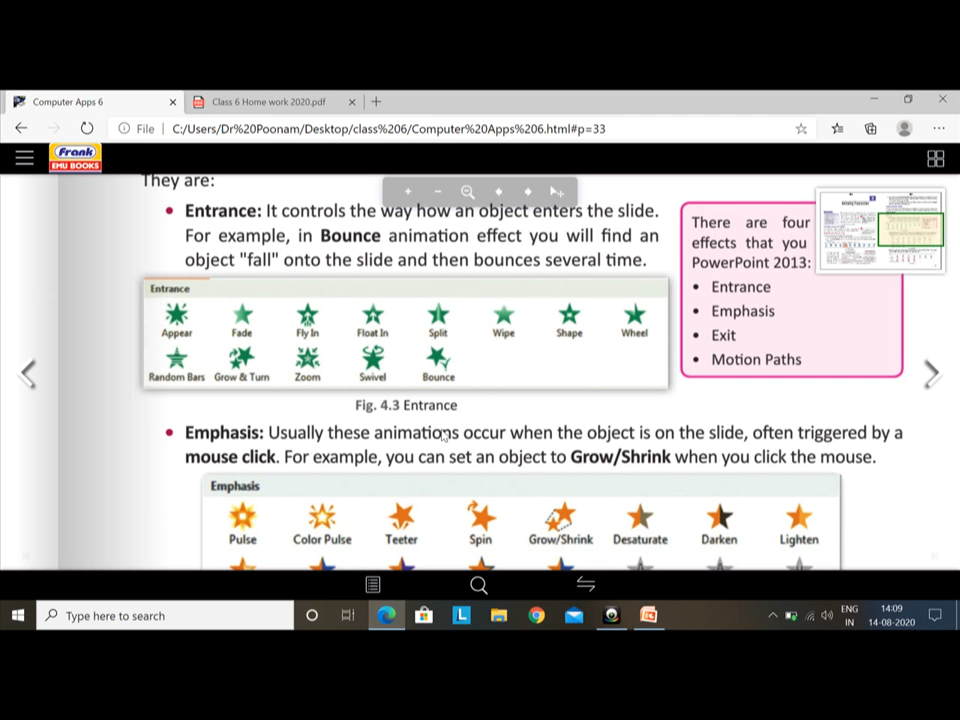 Computer Apps 6
Class 6 Home work 2020.pdf
File
C:/Users/Dr%20Poonam/Desktop/class%206/Computer%20Apps%206.html#p=33
Frank
EMU BOOKS
They are:
• Entrance: It controls the way how an object enters the slide.
For example, in Bounce animation effect you will find an
object "fall" onto the slide and then bounces several time.
Entrance
Appear Fade Fly In Float In Split Wipe Shape Wheel
Random Bars Grow & Turn Zoom Swivel Bounce
Fig. 4.3 Entrance
There are four
effects that you
PowerPoint 2013:
• Entrance
• Emphasis
• Exit
• Motion Paths
• Emphasis: Usually these animations occur when the object is on the slide, often triggered by a
mouse click. For example, you can set an object to Grow/Shrink when you click the mouse.
Emphasis
Pulse Color Pulse Teeter Spin Grow/Shrink Desaturate Darken Lighten
Type here to search
L
ENG
IN
14:09
14-08-2020